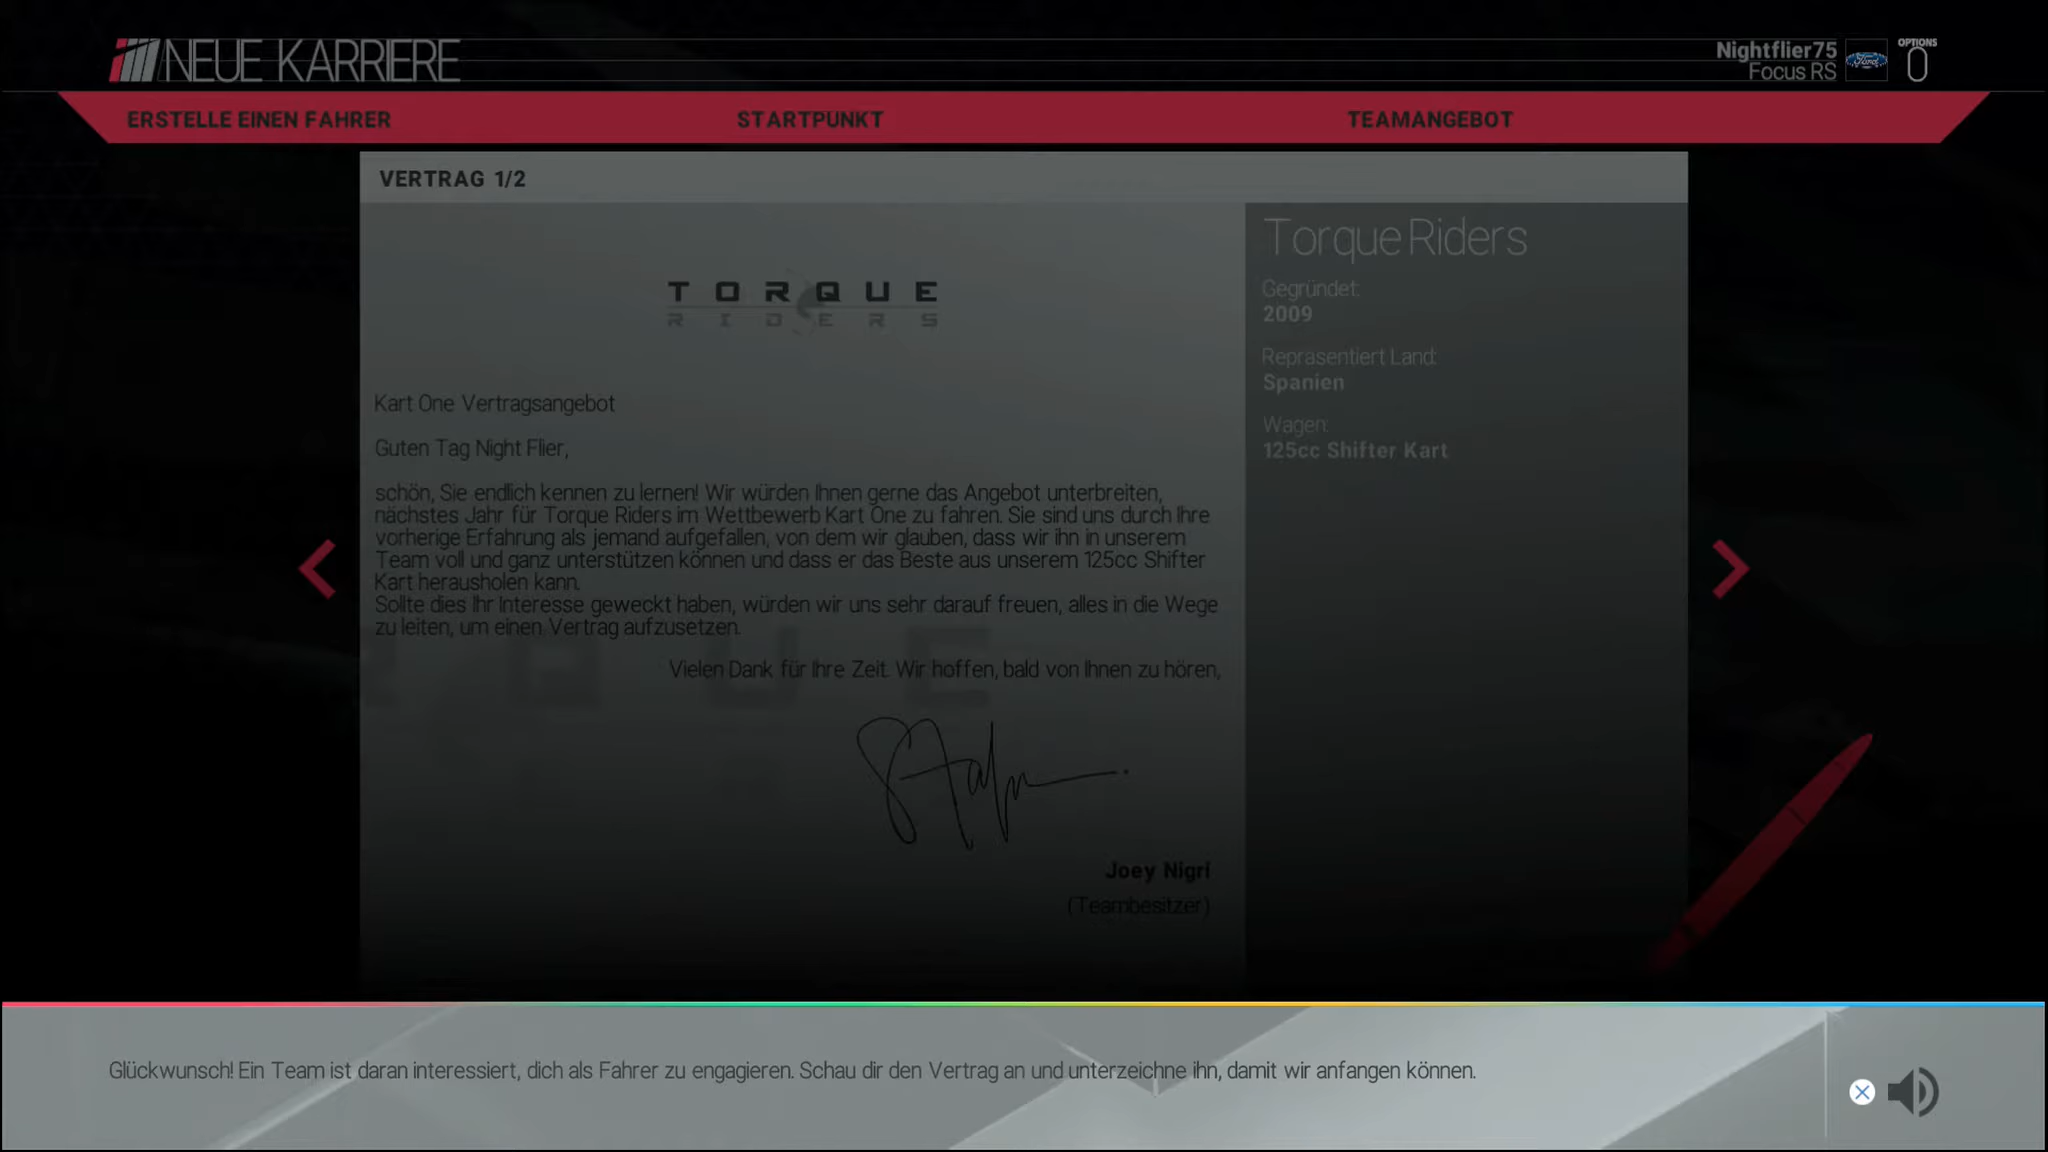 NEUE KARRIERE
Nightflier75
Focus RS
Ford
OPTIONS
ERSTELLE EINEN FAHRER
STARTPUNKT
TEAMANGEBOT
VERTRAG 1/2
TORQUE
RIDERS
Kart One Vertragsangebot
Guten Tag Night Flier,
schön, Sie endlich kennen zu lernen! Wir würden Ihnen gerne das Angebot unterbreiten,
nächstes Jahr für Torque Riders im Wettbewerb Kart One zu fahren. Sie sind uns durch Ihre
vorherige Erfahrung als jemand aufgefallen, von dem wir glauben, dass wir ihn in unserem
Team voll und ganz unterstützen können und dass er das Beste aus unserem 125cc Shifter
Kart herausholen kann.
Sollte dies Ihr Interesse geweckt haben, würden wir uns sehr darauf freuen, alles in die Wege
zu leiten, um einen Vertrag aufzusetzen.
Vielen Dank für Ihre Zeit. Wir hoffen, bald von Ihnen zu hören,
Joey Nigri
(Teambesitzer)
Torque Riders
Gegründet:
2009
Repräsentiert Land:
Spanien
Wagen:
125cc Shifter Kart
Glückwunsch! Ein Team ist daran interessiert, dich als Fahrer zu engagieren. Schau dir den Vertrag an und unterzeichne ihn, damit wir anfangen können.